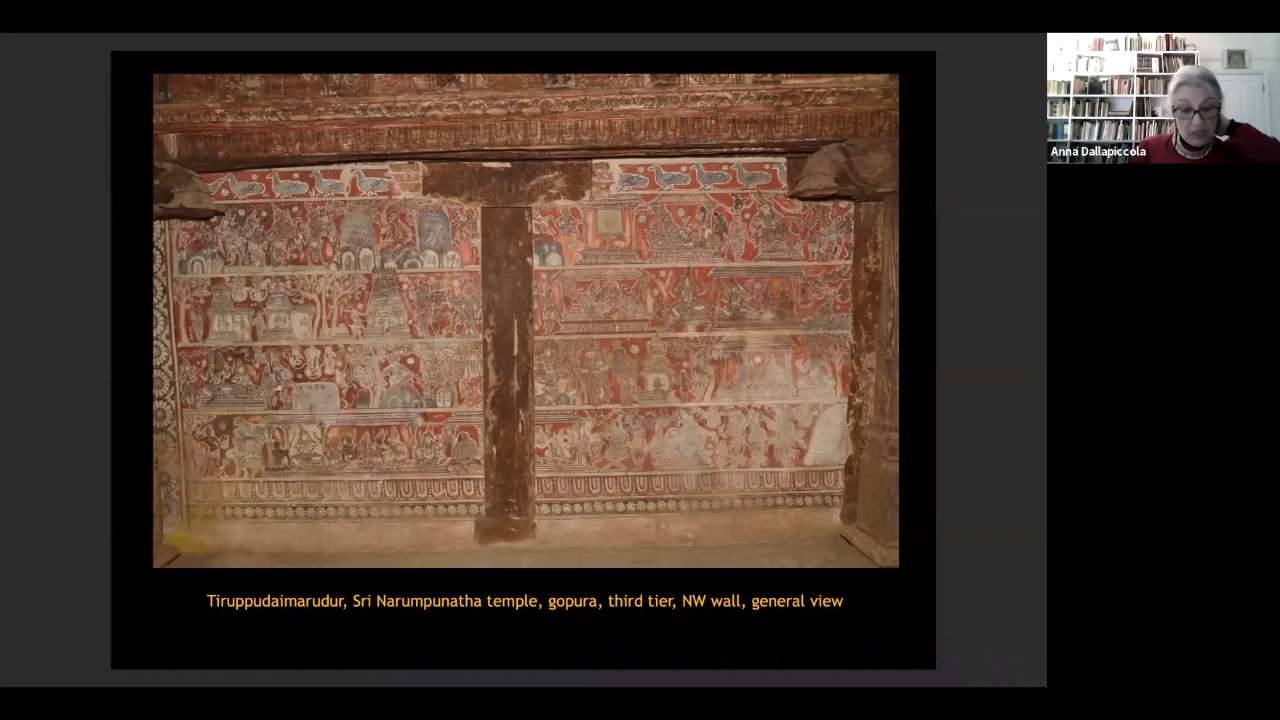 Anna Dallapiccola
Tiruppudaimarudur, Sri Narumpunatha temple, gopura, third tier, NW wall, general view